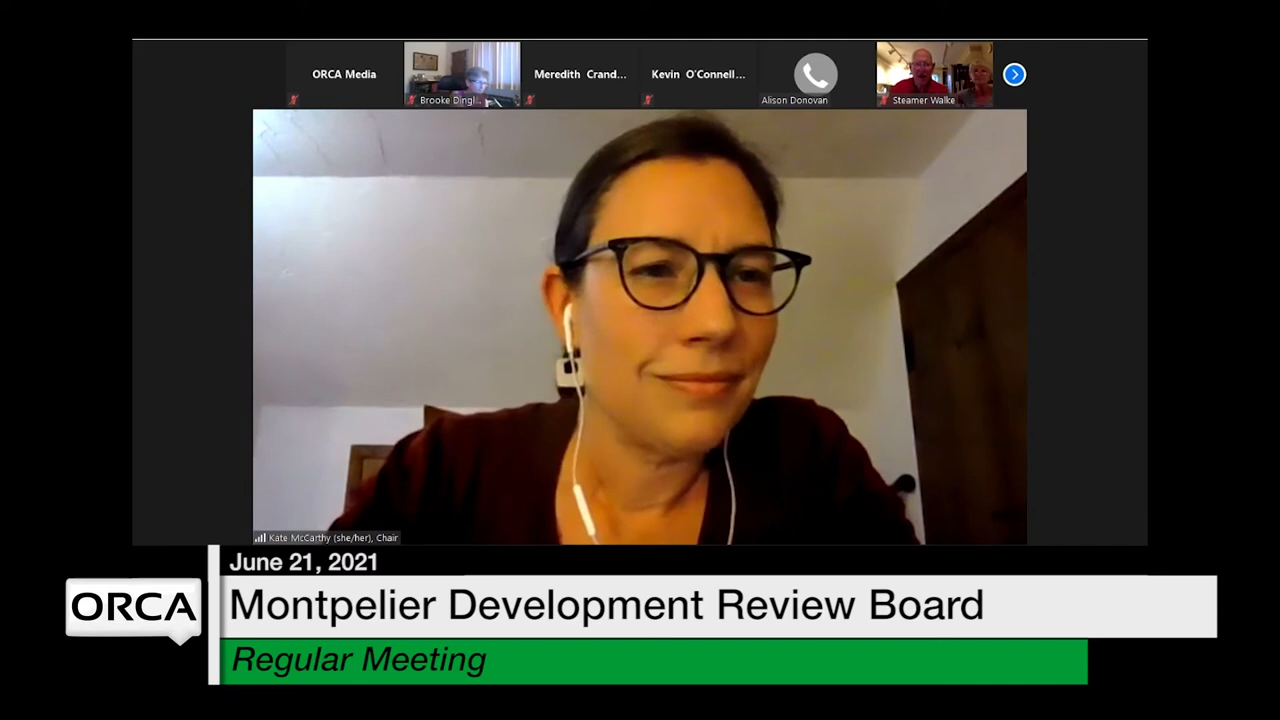 ORCA Media
Brooke Dingl...
Meredith Crand...
Kevin O'Connell...
Alison Donovan
Steamer Walke
Kate McCarthy (she/her), Chair
June 21, 2021
ORCA
Montpelier Development Review Board
Regular Meeting